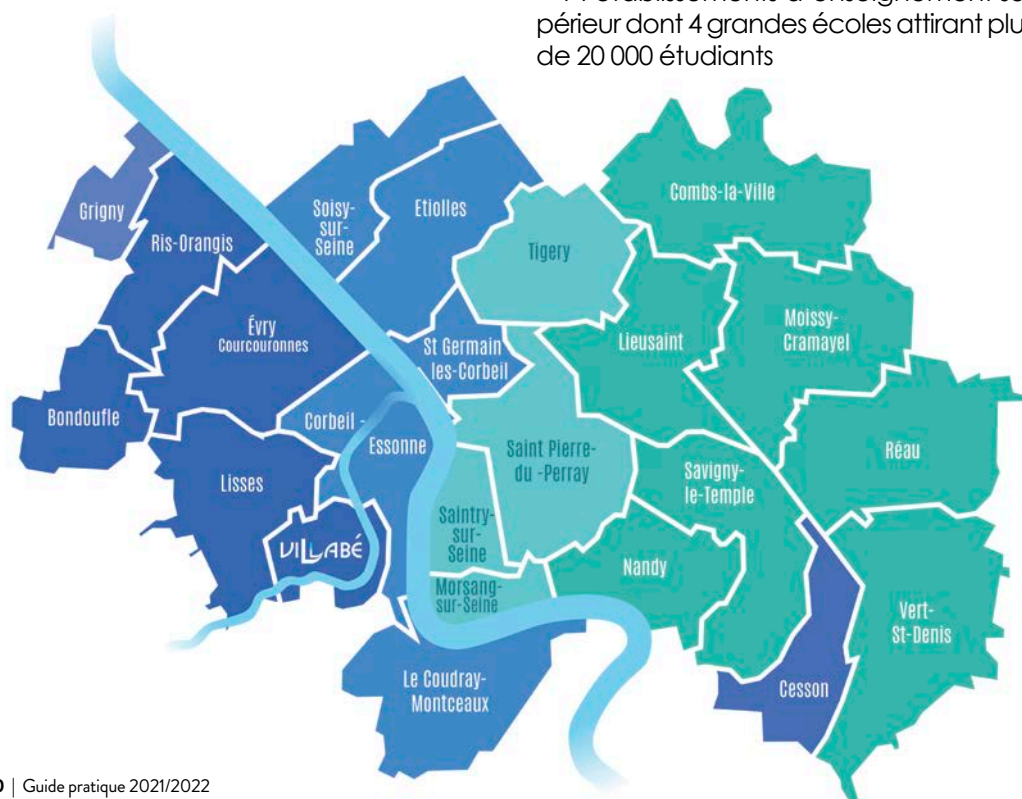 périeur dont 4 grandes écoles attirant plu
de 20 000 étudiants
Combs-la-Ville
Grigny
Soisy-
sur-
Seine
Etiolles
Ris-Orangis
Tigery
Évry
Courcouronnes
Lieusaint
Moissy-
Cramayel
St Germain
les-Corbeil
Bondoufle
Corbeil -
Essonne
Saint Pierre-
du -Perray
Réau
Lisses
Savigny-
le-Temple
Saintry-
sur-
Seine
VILLABÉ
Nandy
Morsang-
sur-Seine
Vert-
St-Denis
Le Coudray-
Montceaux
Cesson
| Guide pratique 2021/2022